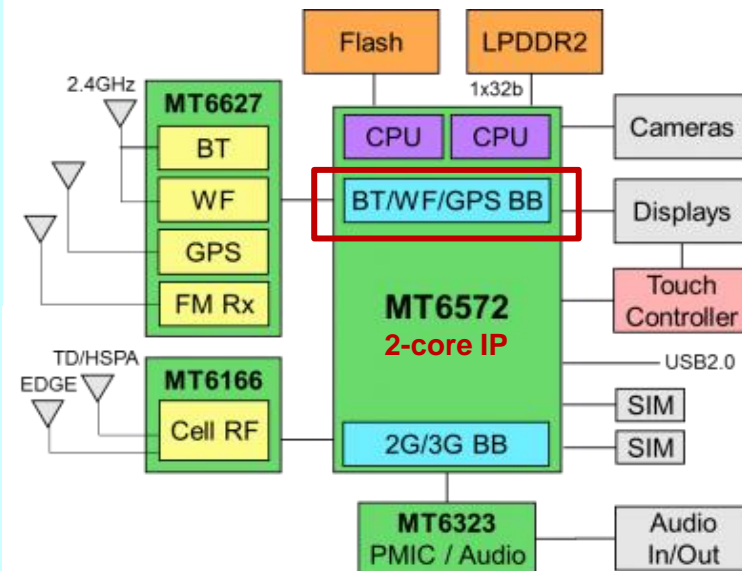 Flash
LPDDR2
2.4GHz
1x32b
MT6627
BT
WF
GPS
FM Rx
CPU
CPU
BT/WF/GPS BB
MT6572
2-core IP
2G/3G BB
Cameras
Displays
Touch
Controller
USB2.0
SIM
SIM
TD/HSPA
EDGE
MT6166
Cell RF
MT6323
PMIC / Audio
Audio
In/Out